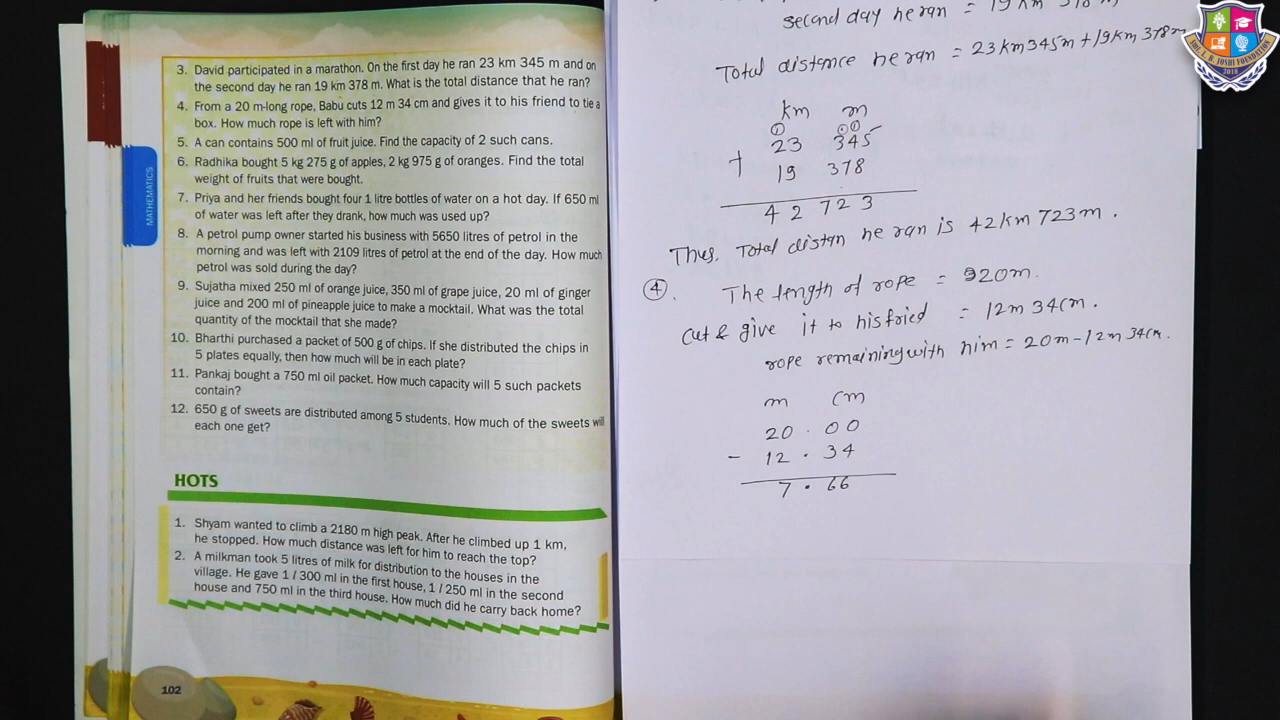 3. David participated in a marathon. On the first day he ran 23 km 345 m and on
the second day he ran 19 km 378 m. What is the total distance that he ran?
4. From a 20 m-long rope, Babu cuts 12 m 34 cm and gives it to his friend to tie a
box. How much rope is left with him?
5. A can contains 500 ml of fruit juice. Find the capacity of 2 such cans.
6. Radhika bought 5 kg 275 g of apples, 2 kg 975 g of oranges. Find the total
weight of fruits that were bought.
7. Priya and her friends bought four 1 litre bottles of water on a hot day. If 650 ml
of water was left after they drank, how much was used up?
8. A petrol pump owner started his business with 5650 litres of petrol in the
morning and was left with 2109 litres of petrol at the end of the day. How much
petrol was sold during the day?
9. Sujatha mixed 250 ml of orange juice, 350 ml of grape juice, 20 ml of ginger
juice and 200 ml of pineapple juice to make a mocktail. What was the total
quantity of the mocktail that she made?
10. Bharthi purchased a packet of 500 g of chips. If she distributed the chips in
5 plates equally, then how much will be in each plate?
11. Pankaj bought a 750 ml oil packet. How much capacity will 5 such packets
contain?
12. 650 g of sweets are distributed among 5 students. How much of the sweets will
each one get?
MATHEMATICS
HOTS
1. Shyam wanted to climb a 2180 m high peak. After he climbed up 1 km,
he stopped. How much distance was left for him to reach the top?
2. A milkman took 5 litres of milk for distribution to the houses in the
village. He gave 1 l 300 ml in the first house, 1 l 250 ml in the second
house and 750 ml in the third house. How much did he carry back home?
102
second day he ran = 19 km 378 m
Total distance he ran = 23 km 345m + 19 km 378m
km m
1 1 1
23 345
+ 19 378
42 723
Thus, Total distan he ran is 42 km 723 m.
4. The length of rope = 20m.
Cut & give it to his fried = 12m 34cm.
rope remaining with him = 20m - 12m 34cm.
m cm
20 . 00
- 12 . 34
7 . 66
SMT. L. B. JOSHI FOUNDATION
2018